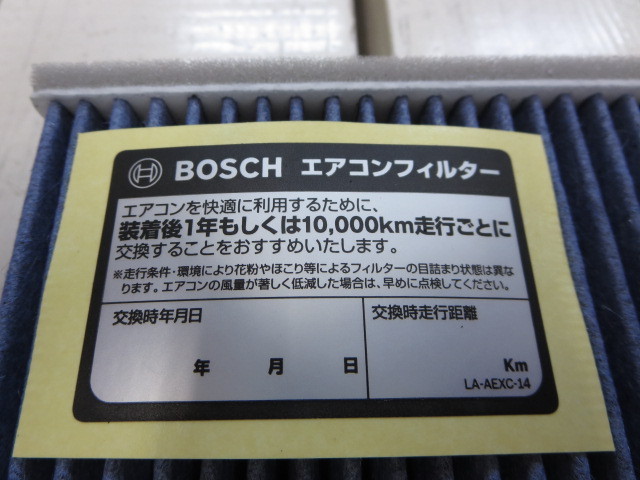 BOSCH エアコンフィルター
エアコンを快適に利用するために、
装着後1年もしくは10,000km走行ごとに
交換することをおすすめいたします。
※走行条件・環境により花粉やほこり等によるフィルターの目詰まり状態は異な
ります。エアコンの風量が著しく低減した場合は、早めに点検してください。
交換時年月日
年 月 日
交換時走行距離
Km
LA-AEXC-14